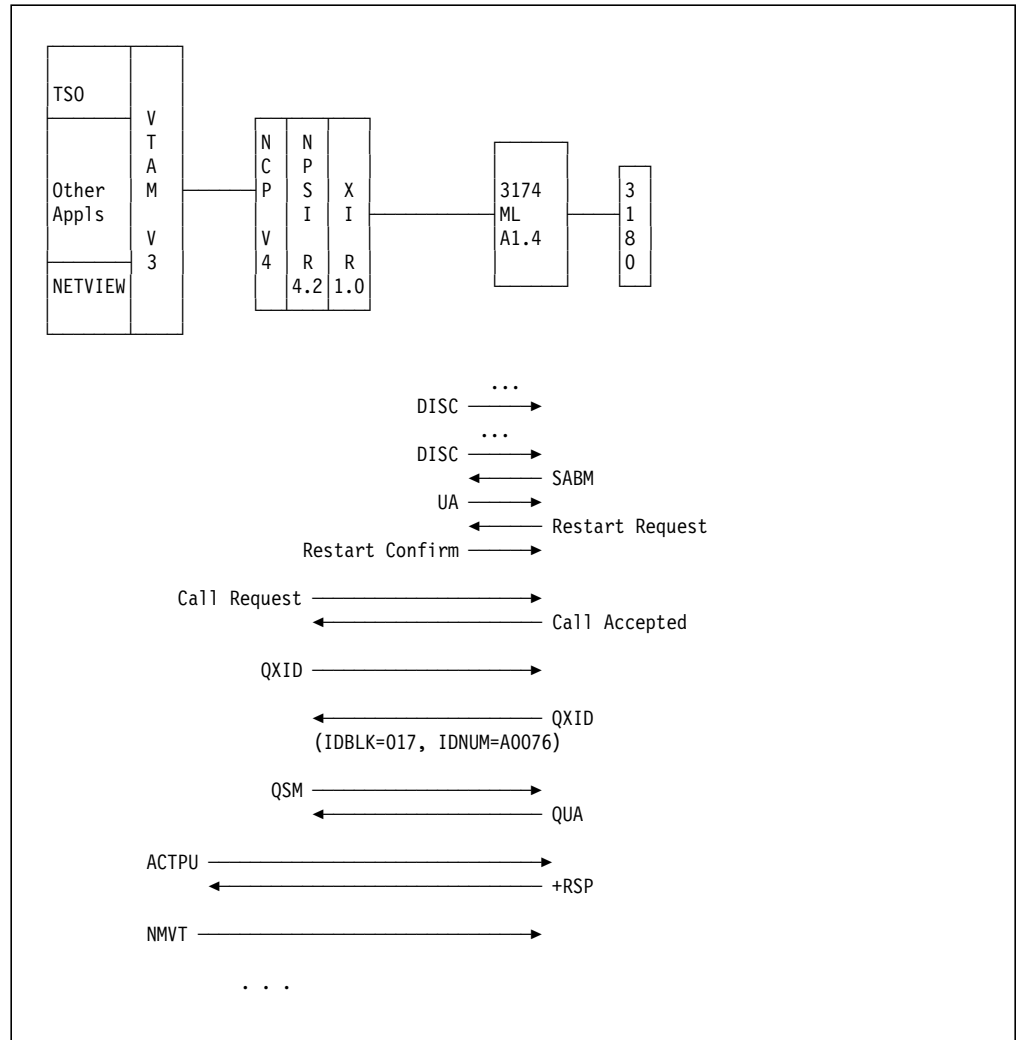 TSO
Other
Appls
NETVIEW
V
T
A
M
V
3
N
C
P
V
4
N
P
S
I
R
4.2
X
I
R
1.0
3174
ML
A1.4
3
1
8
0
...
DISC
...
DISC
SABM
UA
Restart Request
Restart Confirm
Call Request
Call Accepted
QXID
QXID
(IDBLK=017, IDNUM=A0076)
QSM
QUA
ACTPU
+RSP
NMVT
. . .